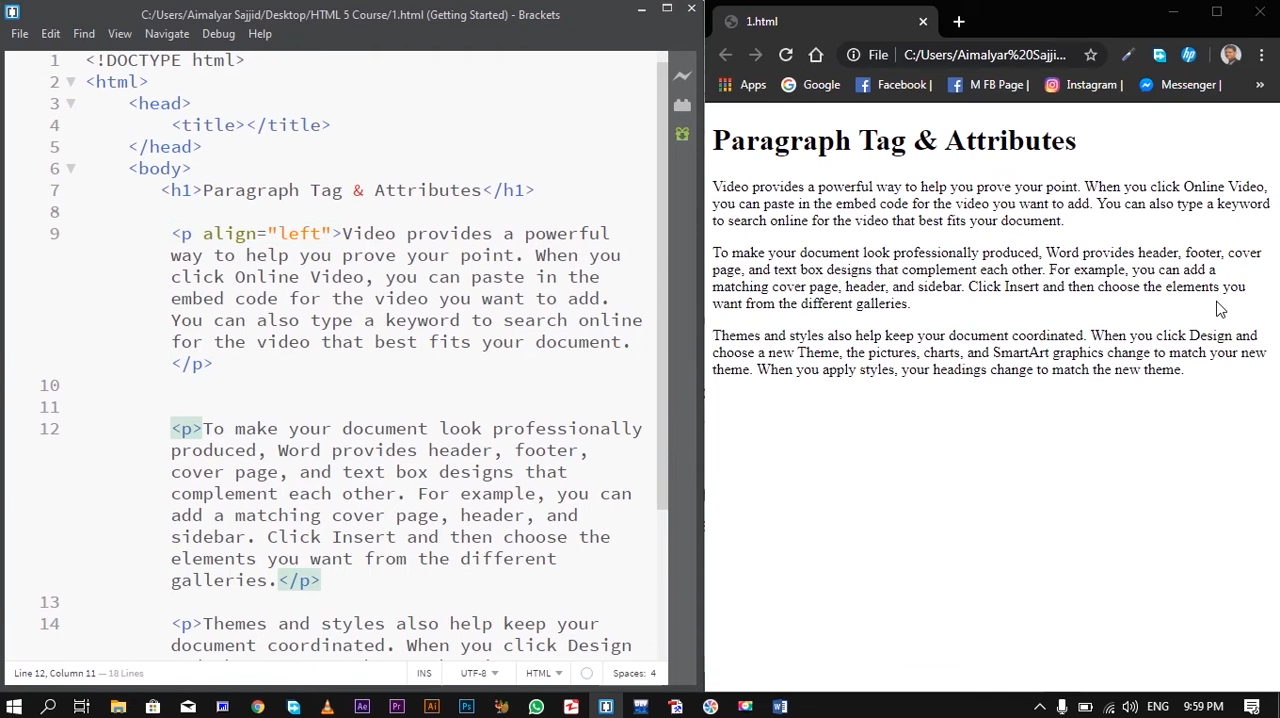 C:/Users/Aimalyar Sajjid/Desktop/HTML 5 Course/1.html (Getting Started) - Brackets
File Edit Find View Navigate Debug Help
1 <!DOCTYPE html>
2 <html>
3 <head>
4 <title></title>
5 </head>
6 <body>
7 <h1>Paragraph Tag & Attributes</h1>
8
9 <p align="left">Video provides a powerful
way to help you prove your point. When you
click Online Video, you can paste in the
embed code for the video you want to add.
You can also type a keyword to search online
for the video that best fits your document.
</p>
10
11
12 <p>To make your document look professionally
produced, Word provides header, footer,
cover page, and text box designs that
complement each other. For example, you can
add a matching cover page, header, and
sidebar. Click Insert and then choose the
elements you want from the different
galleries.</p>
13
14 <p>Themes and styles also help keep your
document coordinated. When you click Design
Line 12, Column 11 — 18 Lines
INS UTF-8 HTML Spaces: 4
1.html
File C:/Users/Aimalyar%20Sajji...
Apps Google Facebook | M FB Page | Instagram | Messenger | »
Paragraph Tag & Attributes
Video provides a powerful way to help you prove your point. When you click Online Video,
you can paste in the embed code for the video you want to add. You can also type a keyword
to search online for the video that best fits your document.
To make your document look professionally produced, Word provides header, footer, cover
page, and text box designs that complement each other. For example, you can add a
matching cover page, header, and sidebar. Click Insert and then choose the elements you
want from the different galleries.
Themes and styles also help keep your document coordinated. When you click Design and
choose a new Theme, the pictures, charts, and SmartArt graphics change to match your new
theme. When you apply styles, your headings change to match the new theme.
Ae Pr Ai Ps ENG 9:59 PM